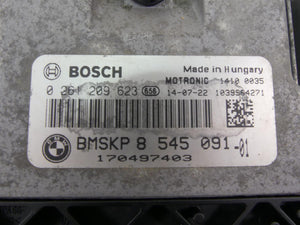 BOSCH
Made in Hungary
MOTRONIC 1410 0035
0 261 209 623 B5B 14-07-22 1039S64271
BMSKP 8 545 091-01
170497403